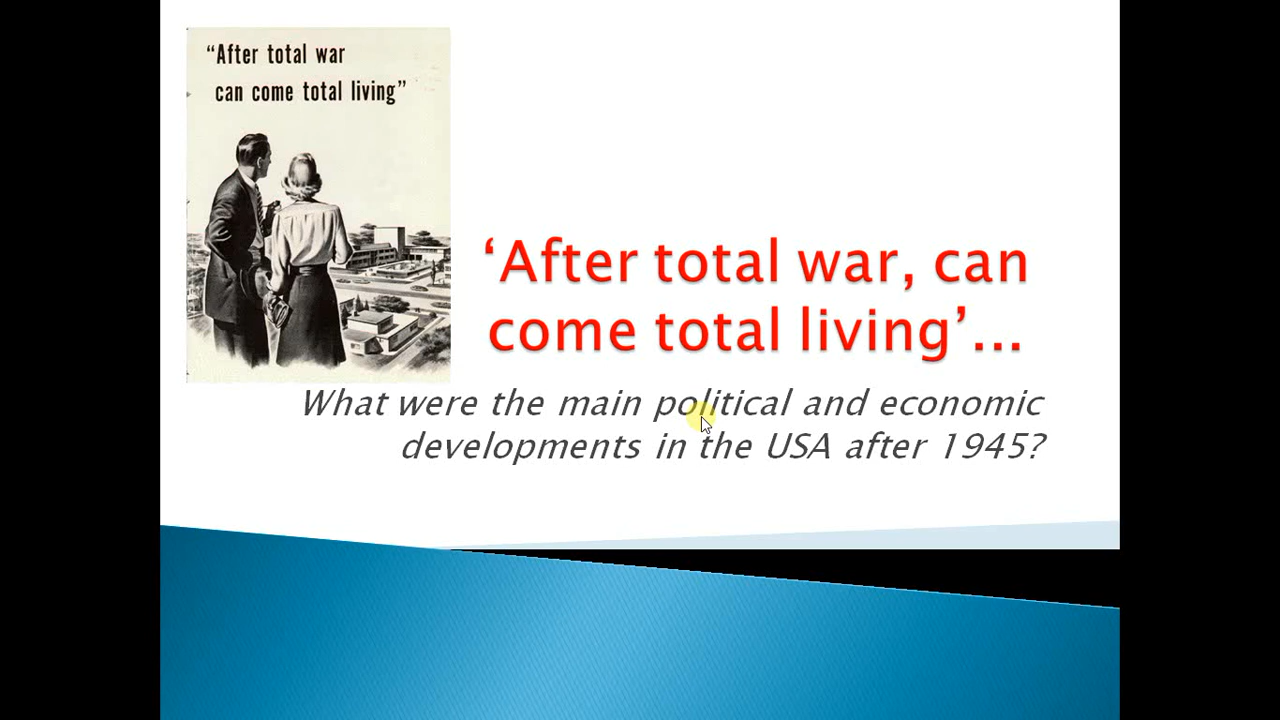 “After total war
can come total living”
‘After total war, can
come total living’...
What were the main political and economic
developments in the USA after 1945?